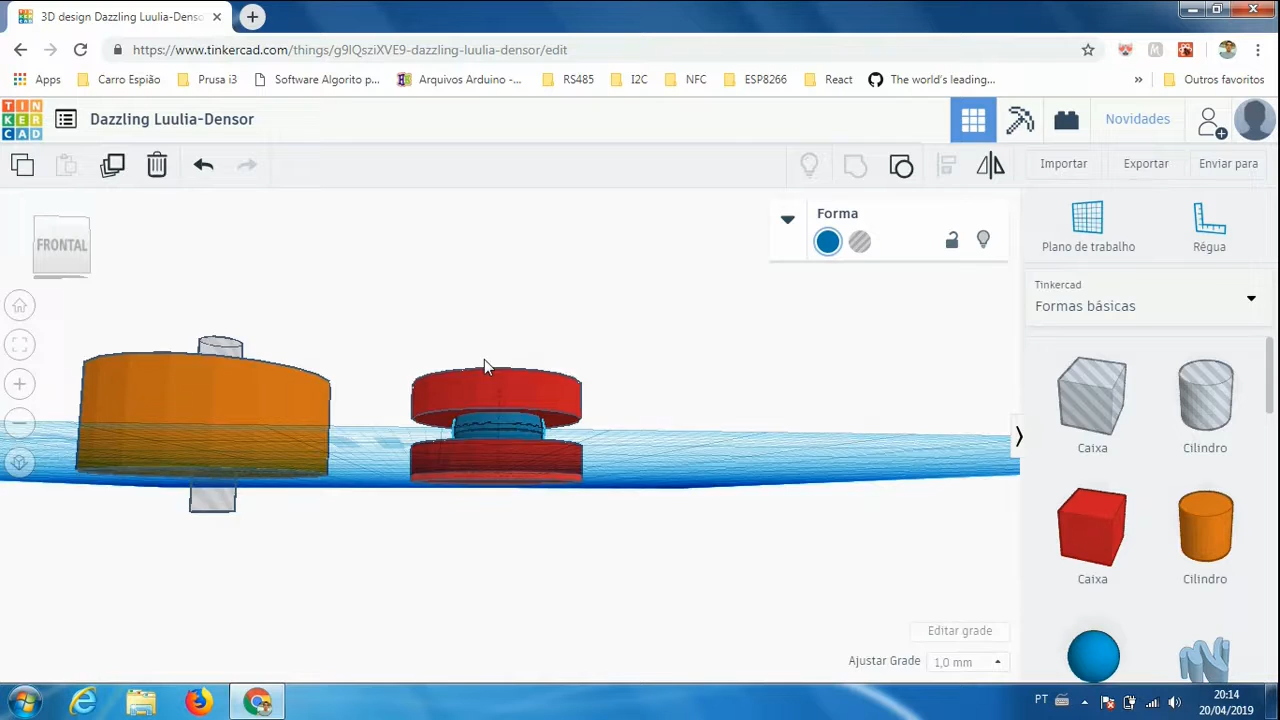 3D design Dazzling Luulia-Denso
https://www.tinkercad.com/things/g9lQsziXVE9-dazzling-luulia-densor/edit
Apps Carro Espião Prusa i3 Software Algorito p... Arquivos Arduino -... RS485 I2C NFC ESP8266 React The world's leading... » Outros favoritos
TIN
KER
CAD
Dazzling Luulia-Densor
Novidades
Importar Exportar Enviar para
Forma
FRONTAL
Plano de trabalho Régua
Tinkercad
Formas básicas
Caixa Cilindro
Caixa Cilindro
Editar grade
Ajustar Grade 1,0 mm
PT
20:14
20/04/2019